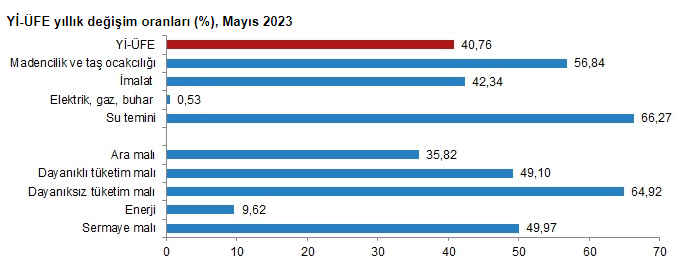 Yİ-ÜFE yıllık değişim oranları (%), Mayıs 2023
Yİ-ÜFE 40,76
Madencilik ve taş ocakcılığı 56,84
İmalat 42,34
Elektrik, gaz, buhar 0,53
Su temini 66,27
Ara malı 35,82
Dayanıklı tüketim malı 49,10
Dayanıksız tüketim malı 64,92
Enerji 9,62
Sermaye malı 49,97
0 10 20 30 40 50 60 70